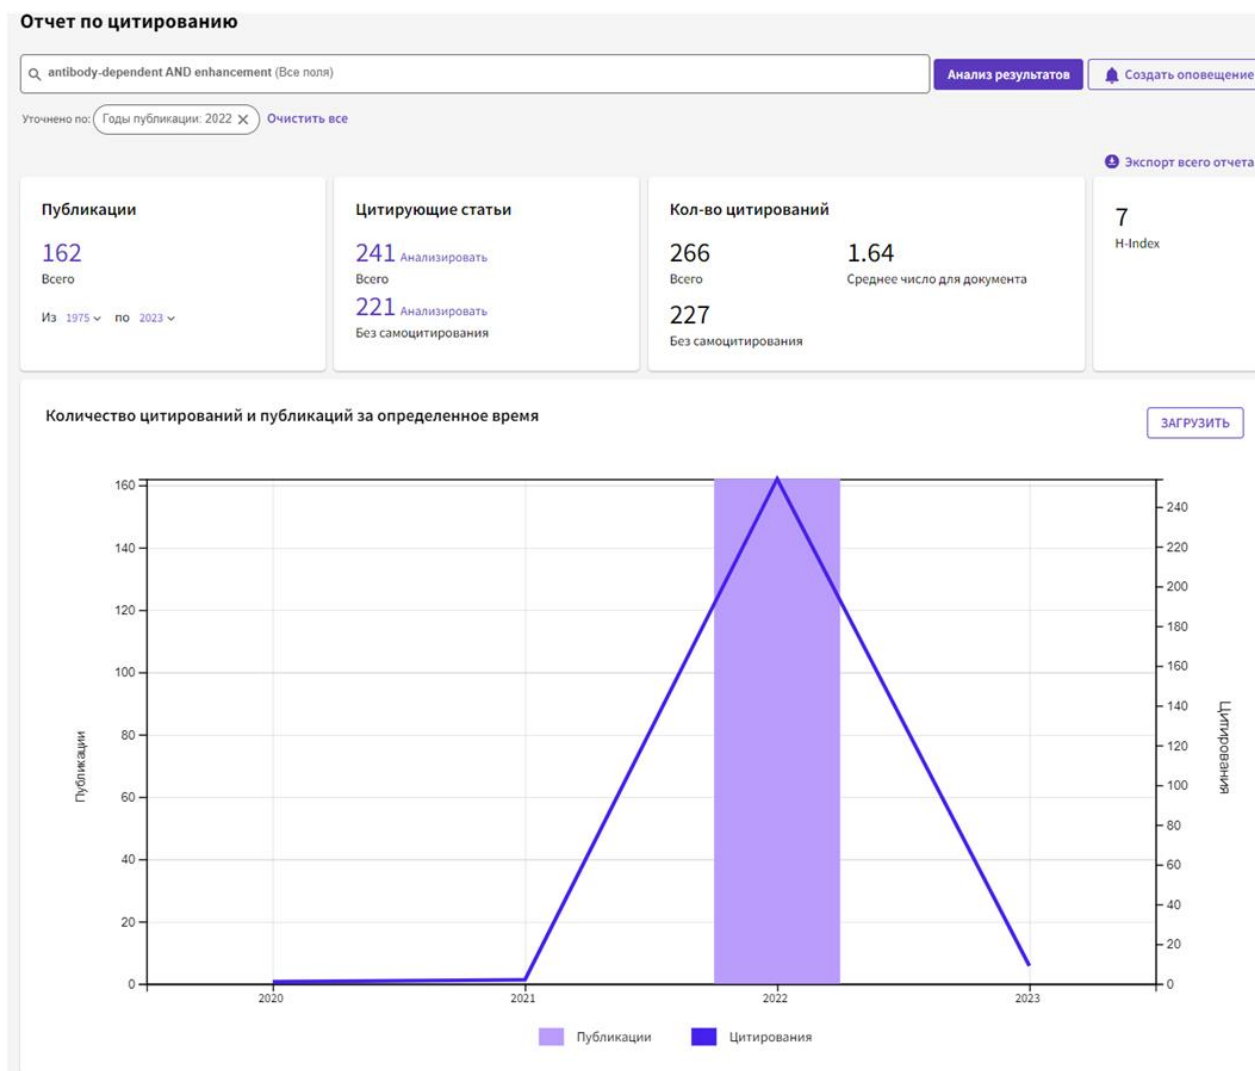 Отчет по цитированию
antibody-dependent AND enhancement (Все поля)
Анализ результатов
Создать оповещение
Уточнено по: Годы публикации: 2022 ✕ Очистить все
Экспорт всего отчета
Публикации
162
Всего
Из 1975 по 2023
Цитирующие статьи
241 Анализировать
Всего
221 Анализировать
Без самоцитирования
Кол-во цитирований
266
Всего
1.64
Среднее число для документа
227
Без самоцитирования
7
H-Index
Количество цитирований и публикаций за определенное время
ЗАГРУЗИТЬ
160
140
120
100
80
60
40
20
0
Публикации
240
220
200
180
160
140
120
100
80
60
40
20
0
Цитирования
2020 2021 2022 2023
Публикации Цитирования